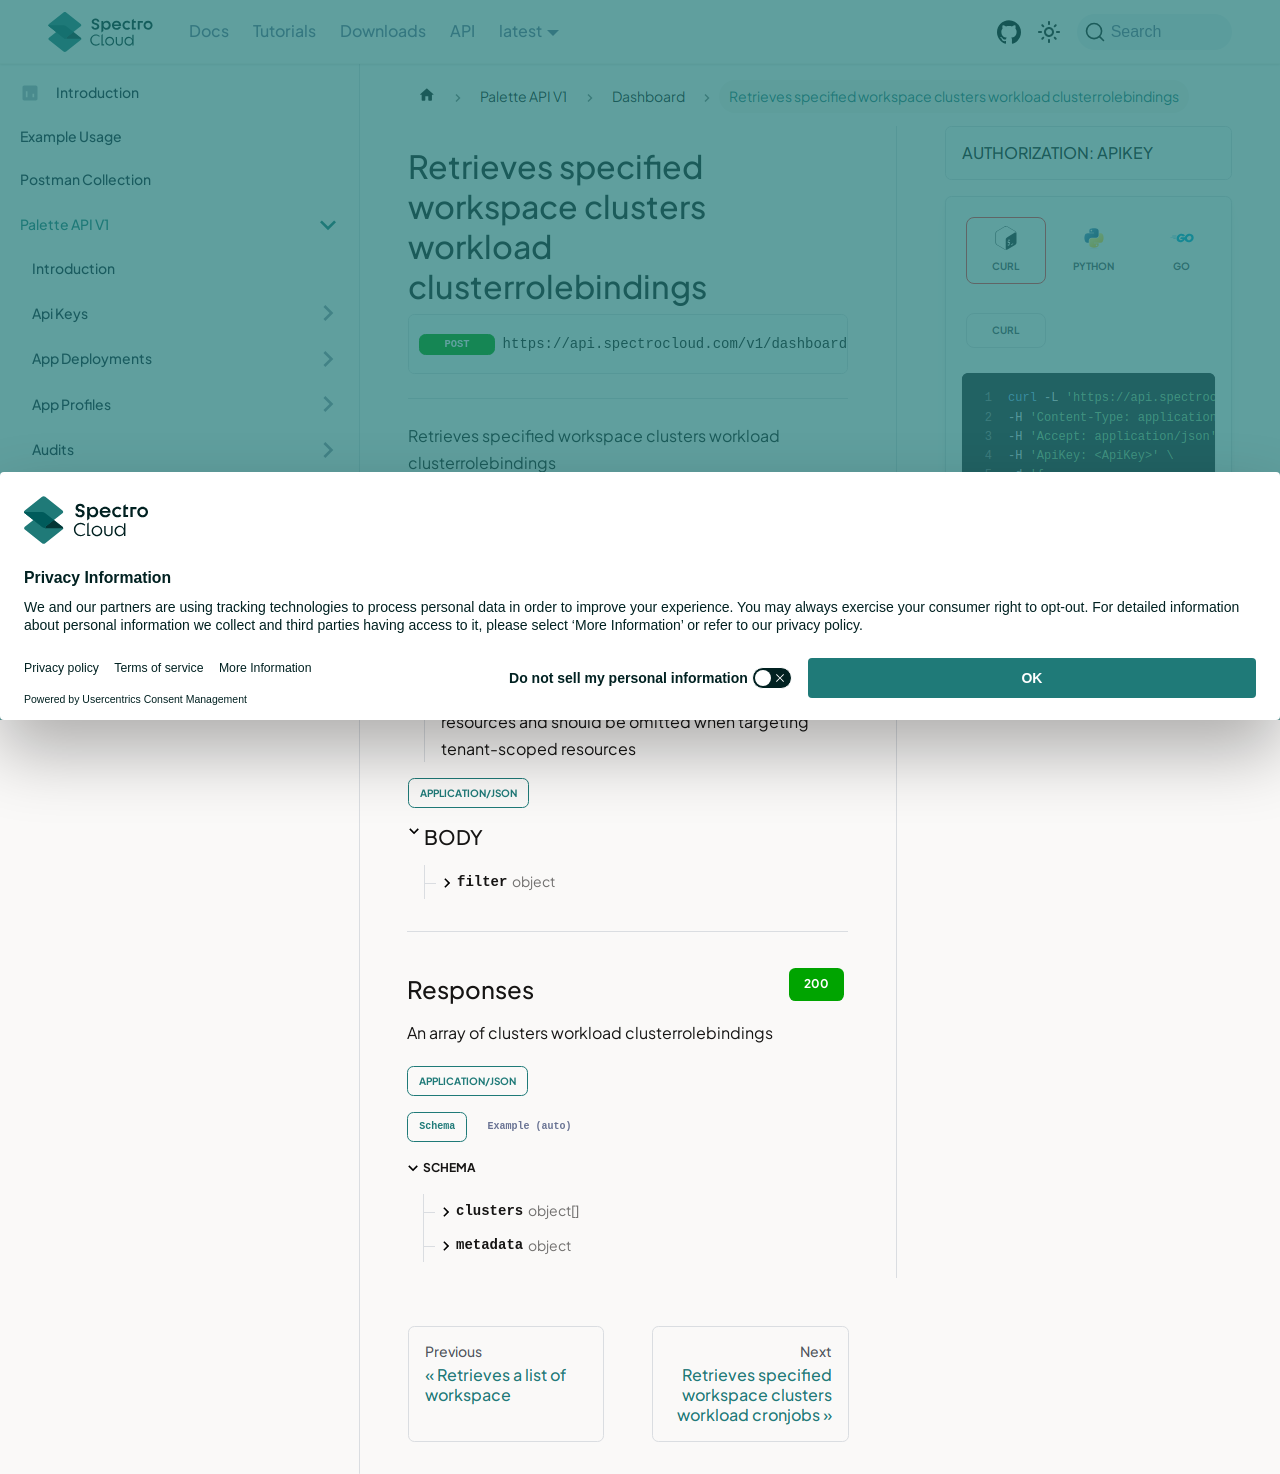 Spectro Cloud
Docs
Tutorials
Downloads
API
latest
Search
Introduction
Example Usage
Postman Collection
Palette API V1
Introduction
Api Keys
App Deployments
App Profiles
Audits
Palette API V1
Dashboard
Retrieves specified workspace clusters workload clusterrolebindings
Retrieves specified
workspace clusters
workload
clusterrolebindings
POST
https://api.spectrocloud.com/v1/dashboard
Retrieves specified workspace clusters workload
clusterrolebindings
AUTHORIZATION: APIKEY
CURL
PYTHON
GO
CURL
1 curl -L 'https://api.spectroc
2 -H 'Content-Type: application
3 -H 'Accept: application/json'
4 -H 'ApiKey: <ApiKey>' \
Spectro
Cloud
Privacy Information
We and our partners are using tracking technologies to process personal data in order to improve your experience. You may always exercise your consumer right to opt-out. For detailed information
about personal information we collect and third parties having access to it, please select ‘More Information’ or refer to our privacy policy.
Privacy policy
Terms of service
More Information
Do not sell my personal information
OK
Powered by Usercentrics Consent Management
resources and should be omitted when targeting
tenant-scoped resources
APPLICATION/JSON
BODY
filter object
Responses
200
An array of clusters workload clusterrolebindings
APPLICATION/JSON
Schema
Example (auto)
SCHEMA
clusters object[]
metadata object
Previous
« Retrieves a list of
workspace
Next
Retrieves specified
workspace clusters
workload cronjobs »